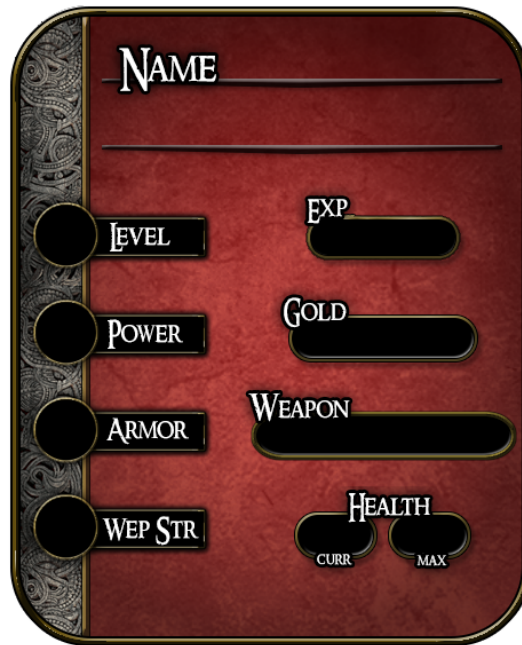 Name
Level
Exp
Power
Gold
Armor
Weapon
Wep Str
Health
CURR
MAX